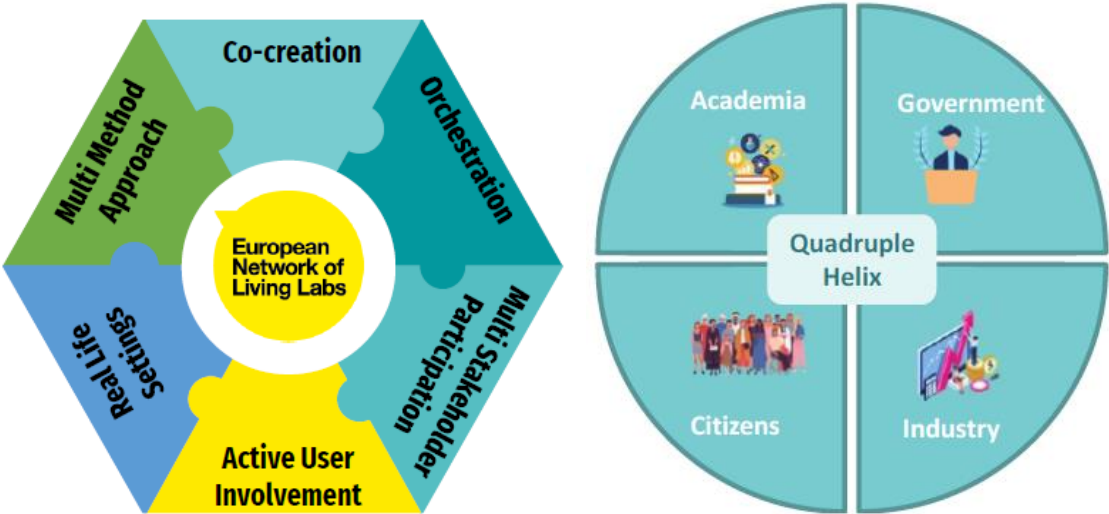 Co-creation
Orchestration
Multi Stakeholder
Participation
Active User
Involvement
Real Life
Settings
Multi Method
Approach
European
Network of
Living Labs
Academia
Government
Quadruple
Helix
Citizens
Industry